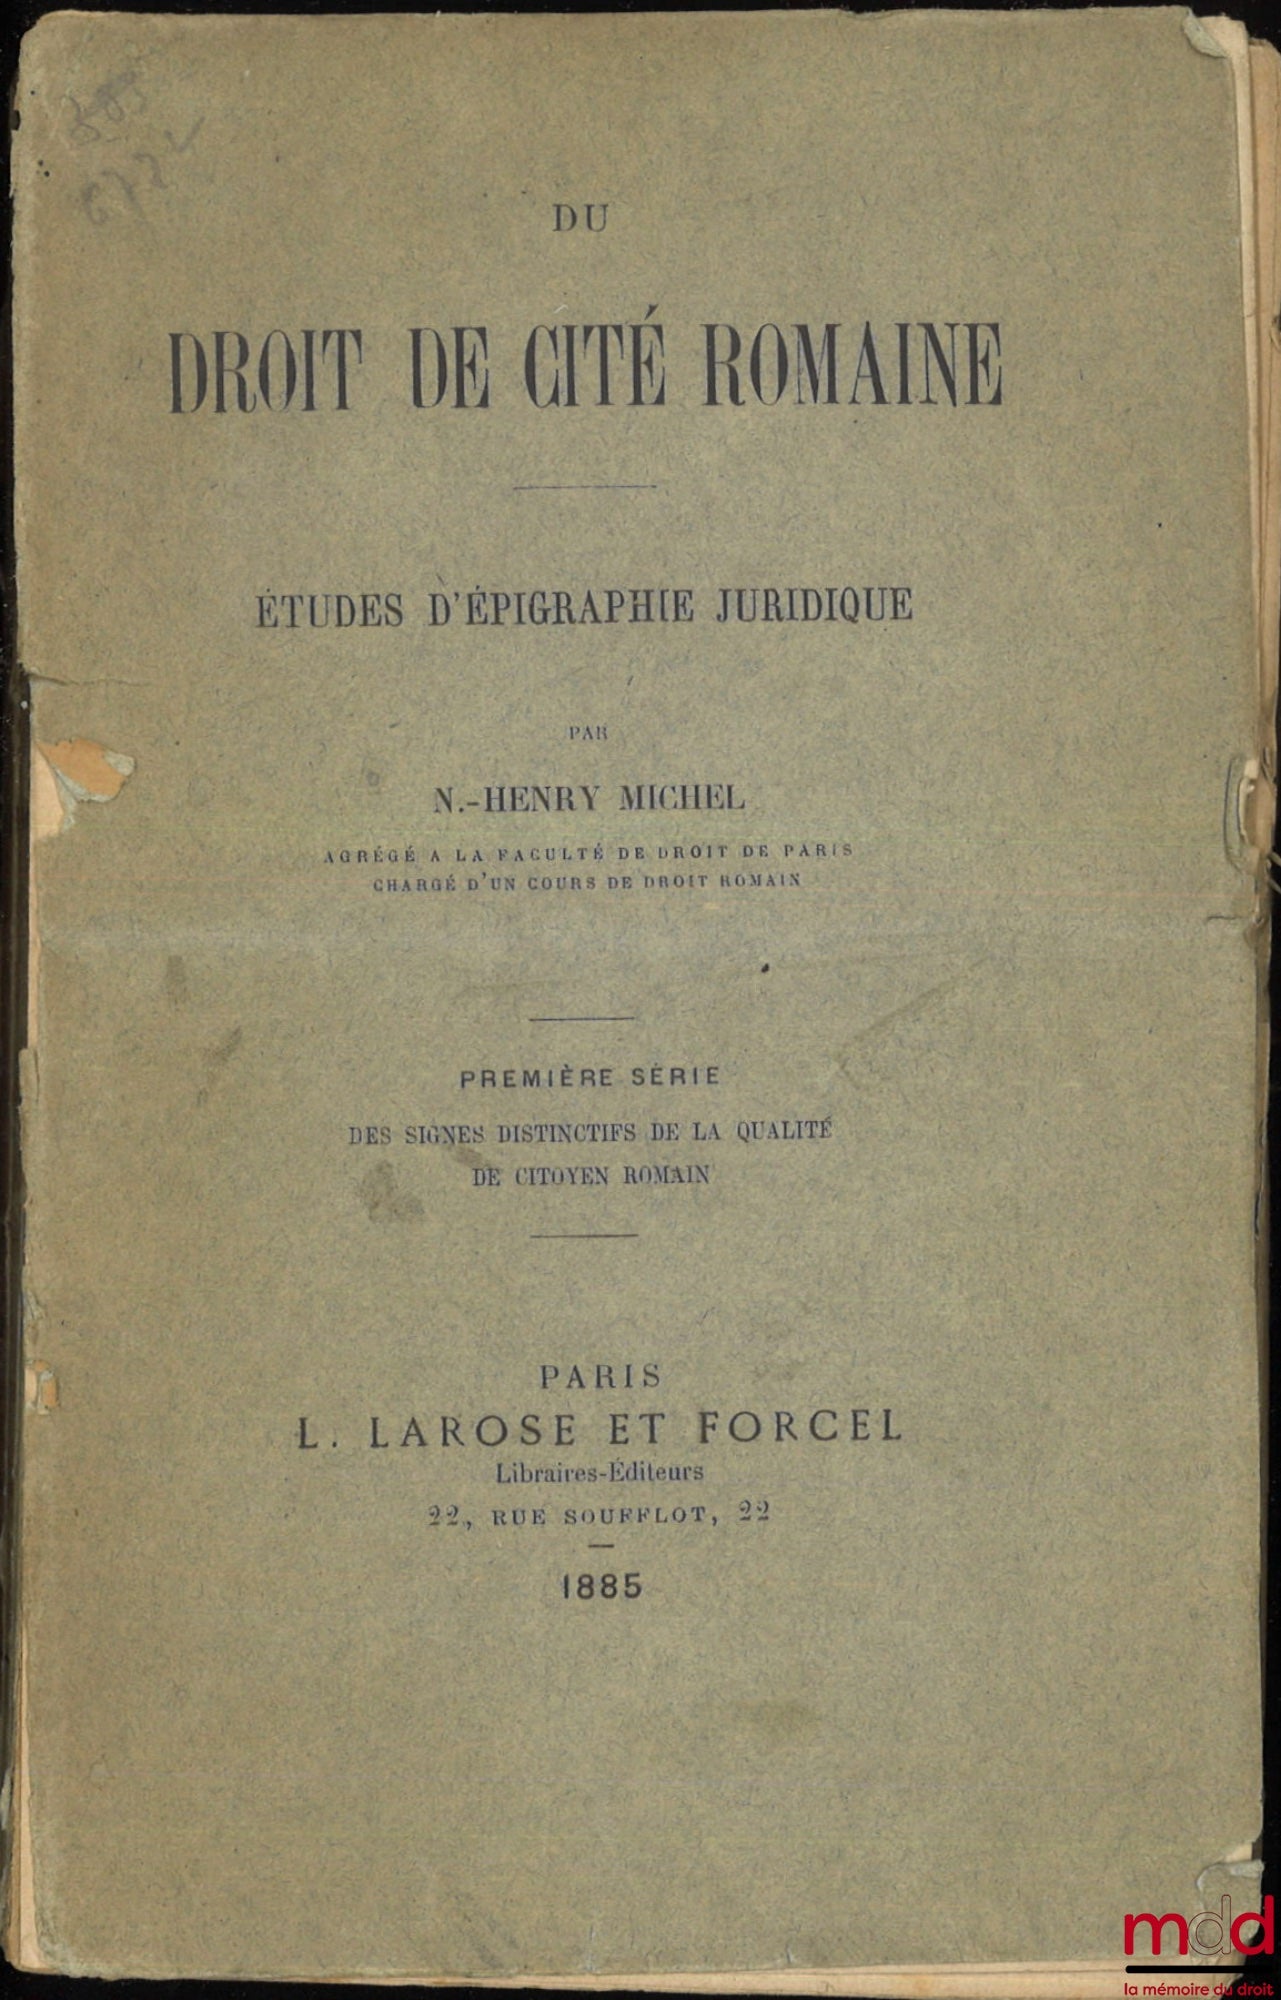 DU
DROIT DE CITÉ ROMAINE
ÉTUDES D'ÉPIGRAPHIE JURIDIQUE
PAR
N.-HENRY MICHEL
AGRÉGÉ A LA FACULTÉ DE DROIT DE PARIS
CHARGÉ D'UN COURS DE DROIT ROMAIN
PREMIÈRE SÉRIE
DES SIGNES DISTINCTIFS DE LA QUALITÉ
DE CITOYEN ROMAIN
PARIS
L. LAROSE ET FORCEL
Libraires-Éditeurs
22, RUE SOUFFLOT, 22
1885
mdd
la mémoire du droit